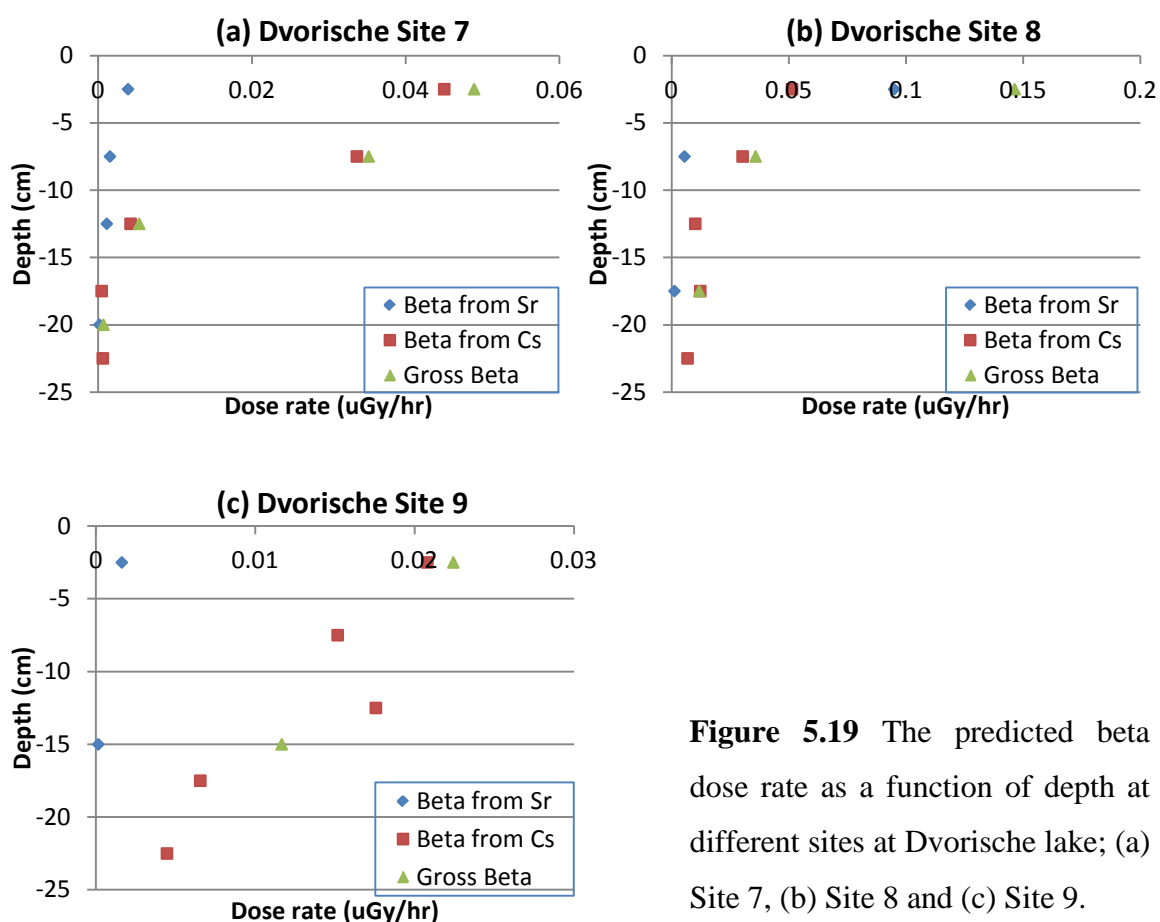 (a) Dvorische Site 7
0
0 0.02 0.04 0.06
-5
-10
-15
-20
-25
Depth (cm)
Beta from Sr
Beta from Cs
Gross Beta
Dose rate (uGy/hr)
(b) Dvorische Site 8
0
0 0.05 0.1 0.15 0.2
-5
-10
-15
-20
-25
Depth (cm)
Beta from Sr
Beta from Cs
Gross Beta
Dose rate (uGy/hr)
(c) Dvorische Site 9
0
0 0.01 0.02 0.03
-5
-10
-15
-20
-25
Depth (cm)
Beta from Sr
Beta from Cs
Gross Beta
Dose rate (uGy/hr)
Figure 5.19 The predicted beta
dose rate as a function of depth at
different sites at Dvorische lake; (a)
Site 7, (b) Site 8 and (c) Site 9.